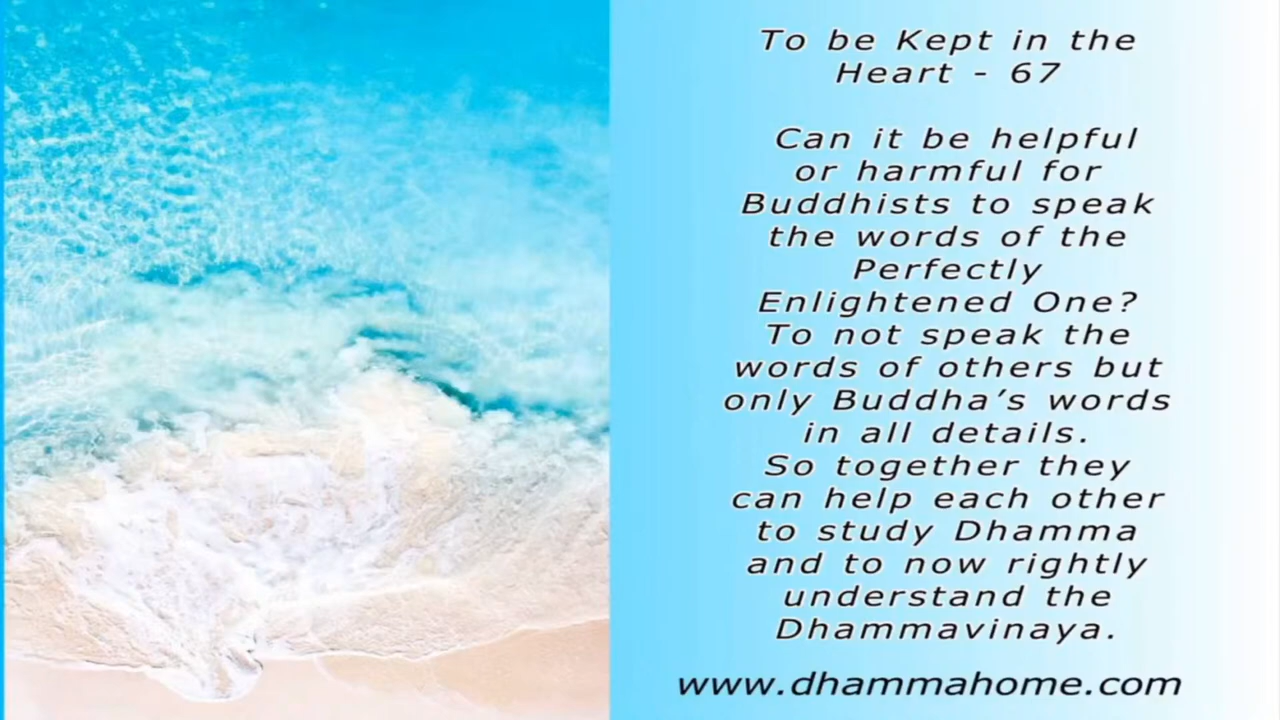 To be Kept in the
Heart - 67
Can it be helpful
or harmful for
Buddhists to speak
the words of the
Perfectly
Enlightened One?
To not speak the
words of others but
only Buddha’s words
in all details.
So together they
can help each other
to study Dhamma
and to now rightly
understand the
Dhammavinaya.
www.dhammahome.com